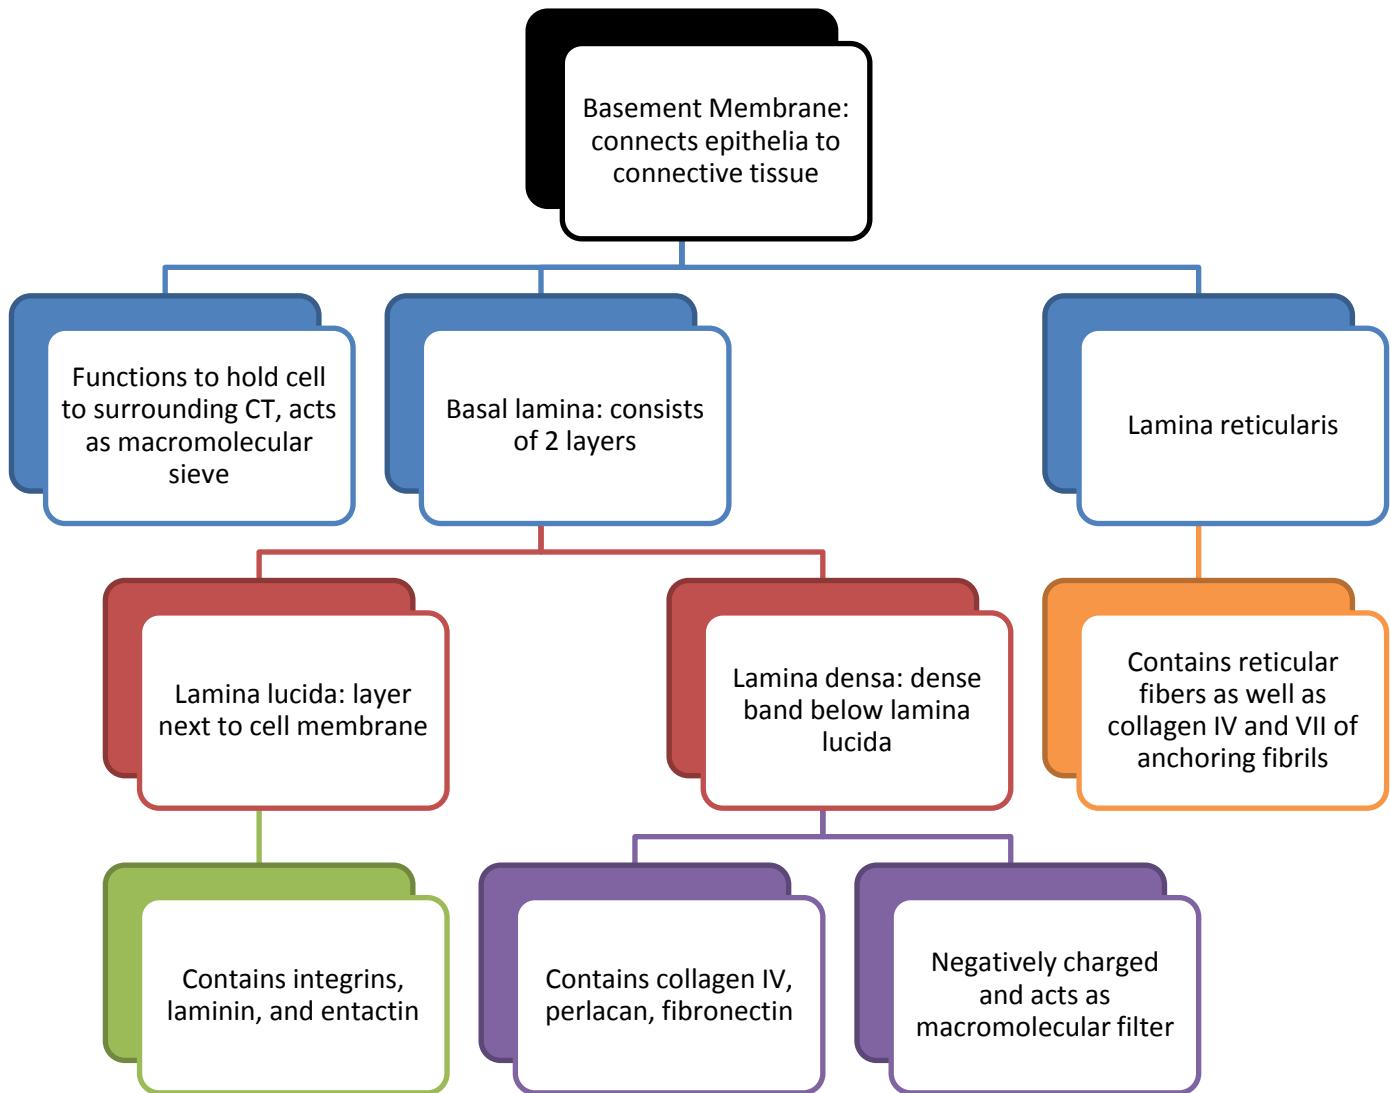 Basement Membrane:
connects epithelia to
connective tissue
Functions to hold cell
to surrounding CT, acts
as macromolecular
sieve
Basal lamina: consists
of 2 layers
Lamina reticularis
Lamina lucida: layer
next to cell membrane
Lamina densa: dense
band below lamina
lucida
Contains reticular
fibers as well as
collagen IV and VII of
anchoring fibrils
Contains integrins,
laminin, and entactin
Contains collagen IV,
perlacan, fibronectin
Negatively charged
and acts as
macromolecular filter